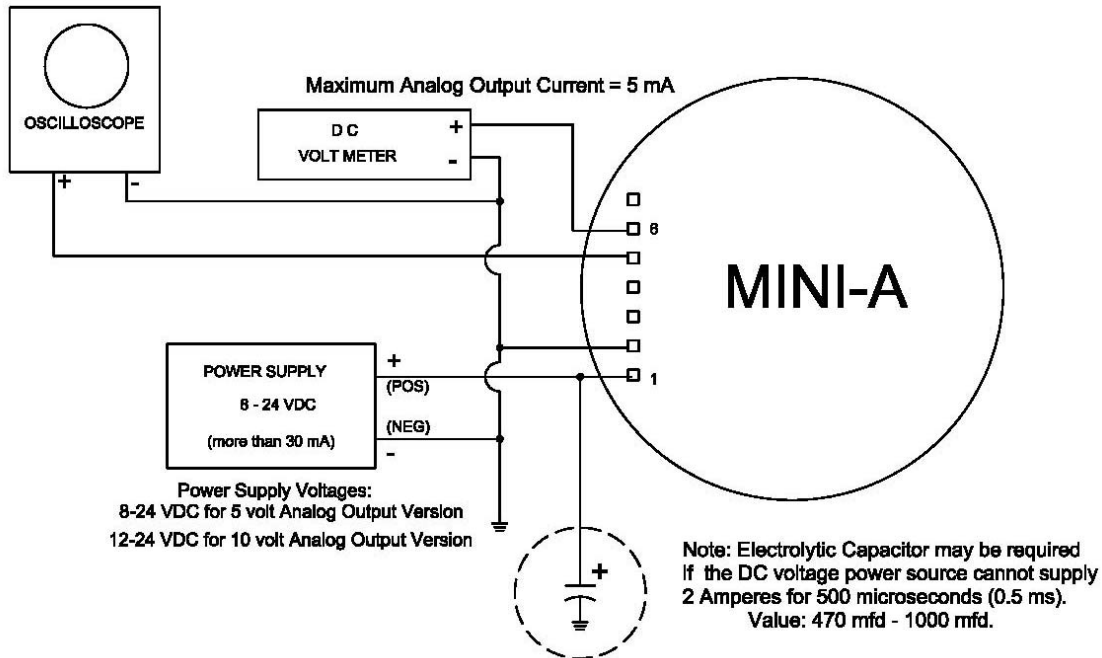 OSCILLOSCOPE
+
-
Maximum Analog Output Current = 5 mA
D C
VOLT METER
+
-
6
MINI-A
1
POWER SUPPLY
8 - 24 VDC
(more than 30 mA)
+
(POS)
(NEG)
-
Power Supply Voltages:
8-24 VDC for 5 volt Analog Output Version
12-24 VDC for 10 volt Analog Output Version
+
Note: Electrolytic Capacitor may be required
If the DC voltage power source cannot supply
2 Amperes for 500 microseconds (0.5 ms).
Value: 470 mfd - 1000 mfd.